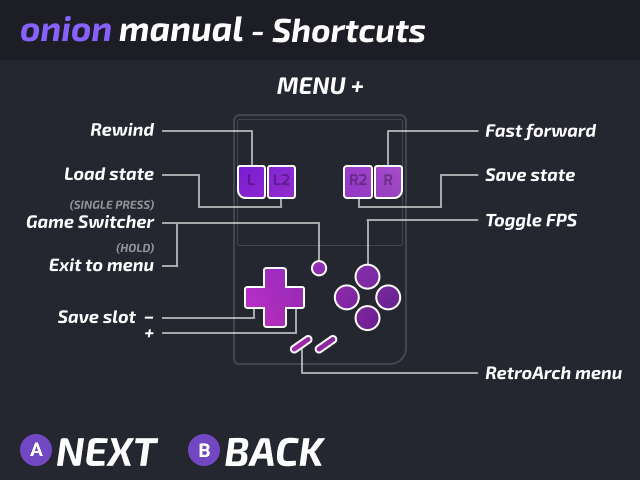 onion manual - Shortcuts
MENU +
Rewind
Fast forward
L L2 R2 R
Load state
Save state
(SINGLE PRESS)
Game Switcher
Toggle FPS
(HOLD)
Exit to menu
Save slot –
+
RetroArch menu
A NEXT B BACK